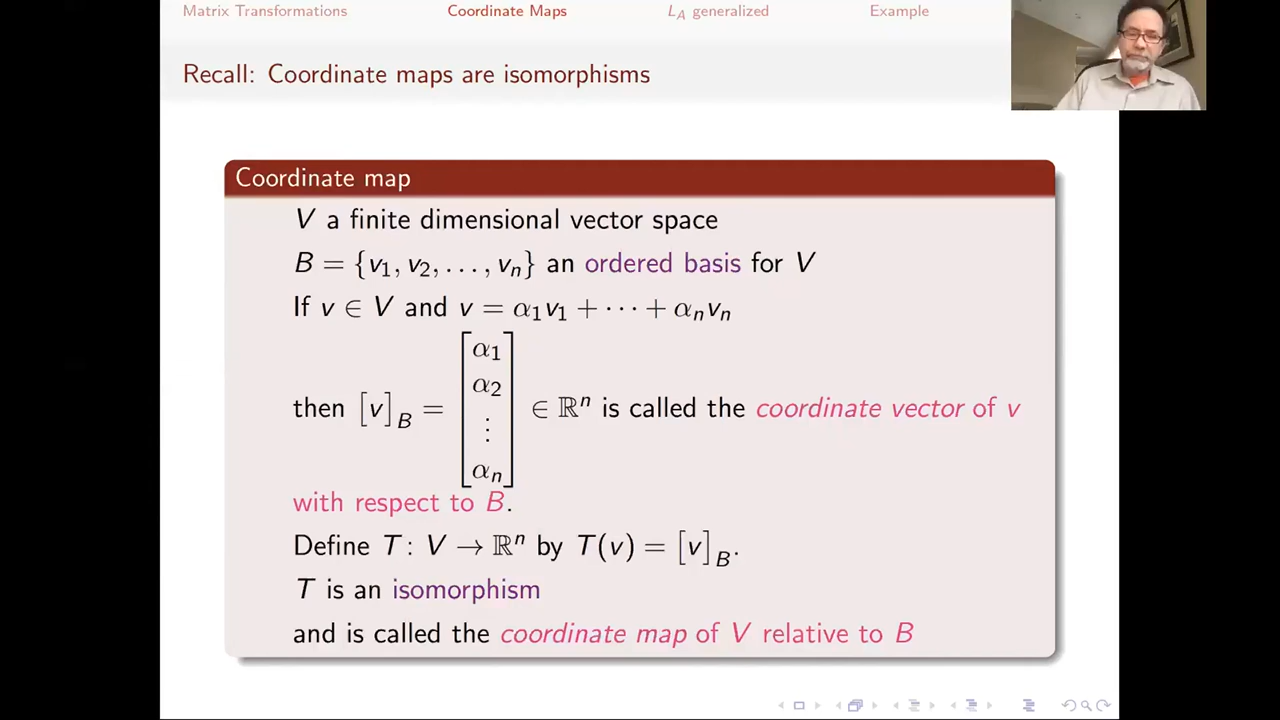 Matrix Transformations Coordinate Maps L_A generalized Example
Recall: Coordinate maps are isomorphisms
Coordinate map
V a finite dimensional vector space
B = {v₁, v₂, . . . , vₙ} an ordered basis for V
If v ∈ V and v = α₁v₁ + · · · + αₙvₙ
then [v]_B = [α₁ α₂ ⋮ αₙ] ∈ ℝⁿ is called the coordinate vector of v
with respect to B.
Define T: V → ℝⁿ by T(v) = [v]_B.
T is an isomorphism
and is called the coordinate map of V relative to B